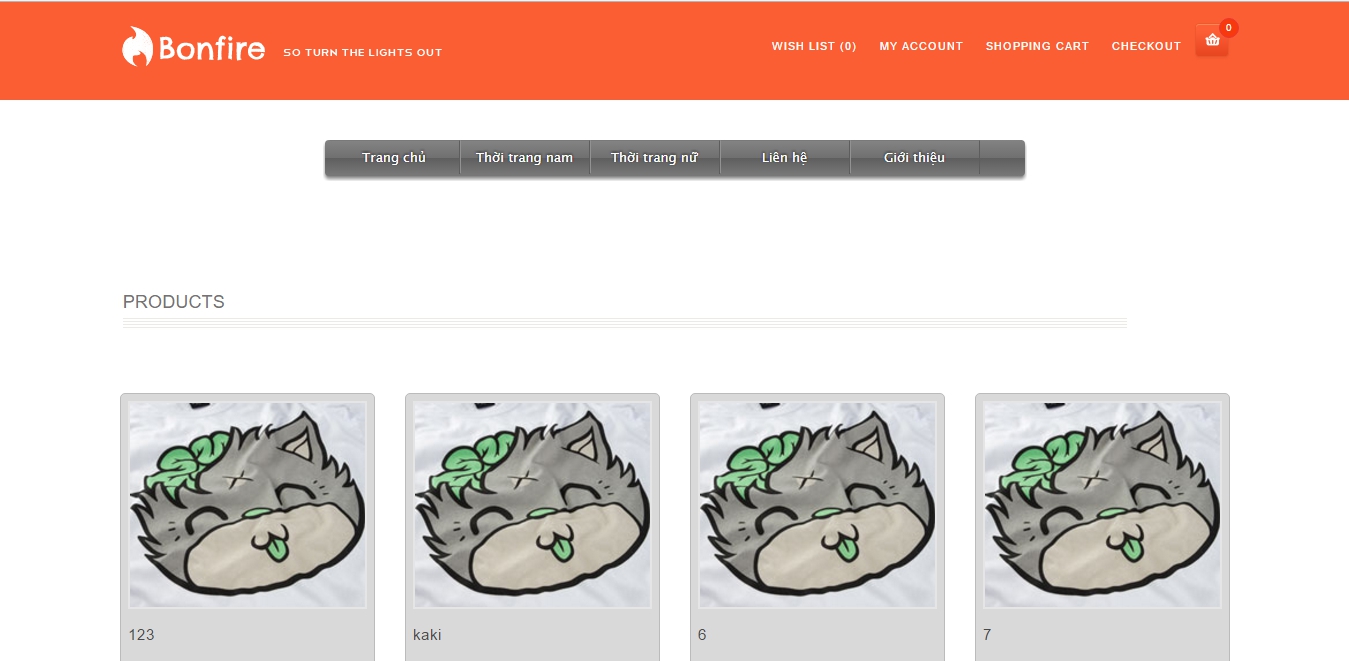 Bonfire SO TURN THE LIGHTS OUT WISH LIST (0) MY ACCOUNT SHOPPING CART CHECKOUT 0
Trang chủ Thời trang nam Thời trang nữ Liên hệ Giới thiệu
PRODUCTS
123 kaki 6 7